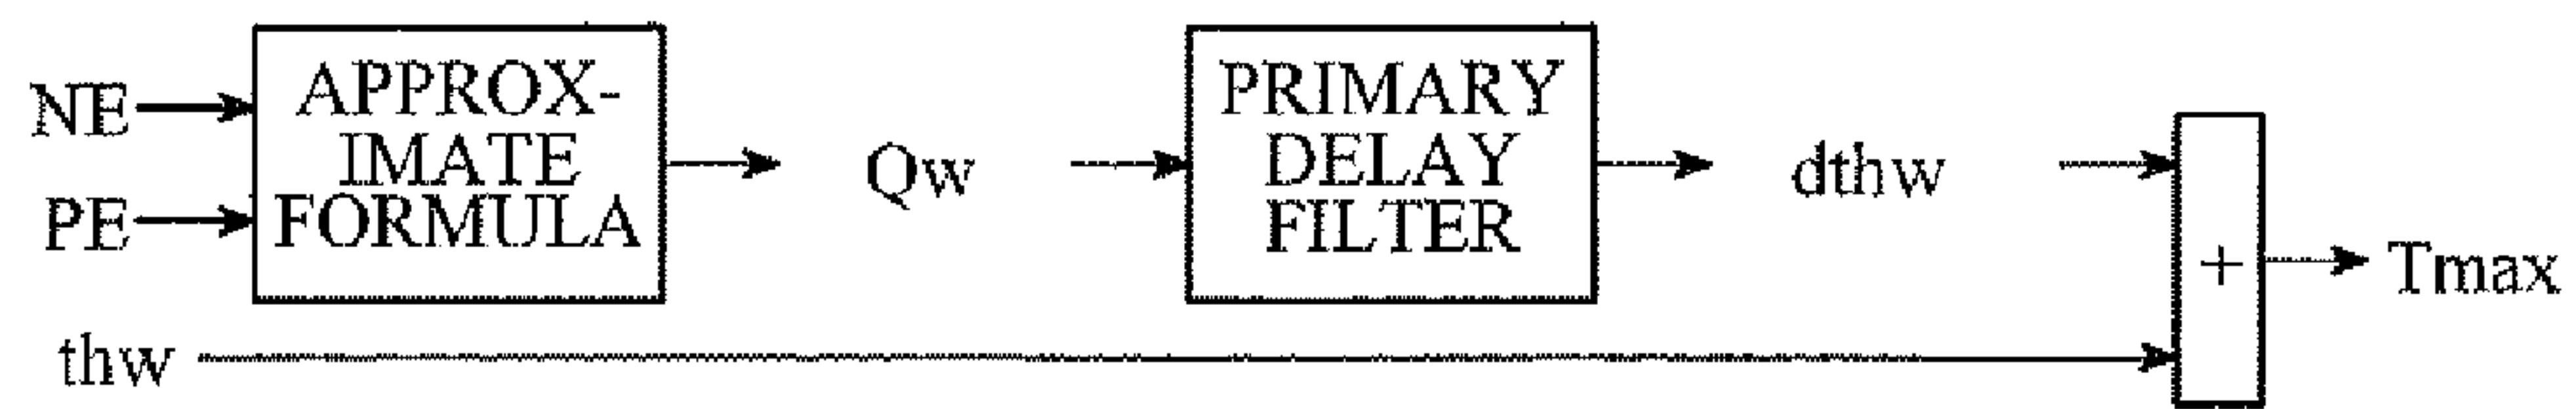 NE
PE
APPROX-
IMATE
FORMULA
Qw
PRIMARY
DELAY
FILTER
dthw
+
Tmax
thw